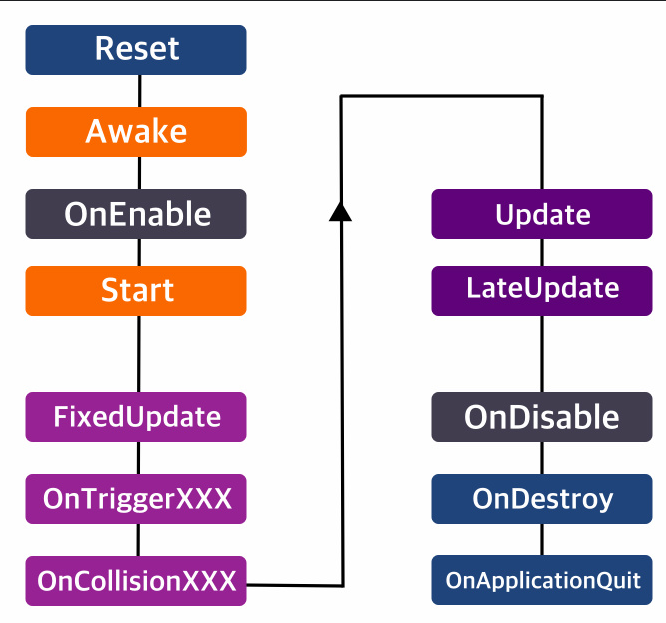 Reset
Awake
OnEnable
Start
FixedUpdate
OnTriggerXXX
OnCollisionXXX
Update
LateUpdate
OnDisable
OnDestroy
OnApplicationQuit